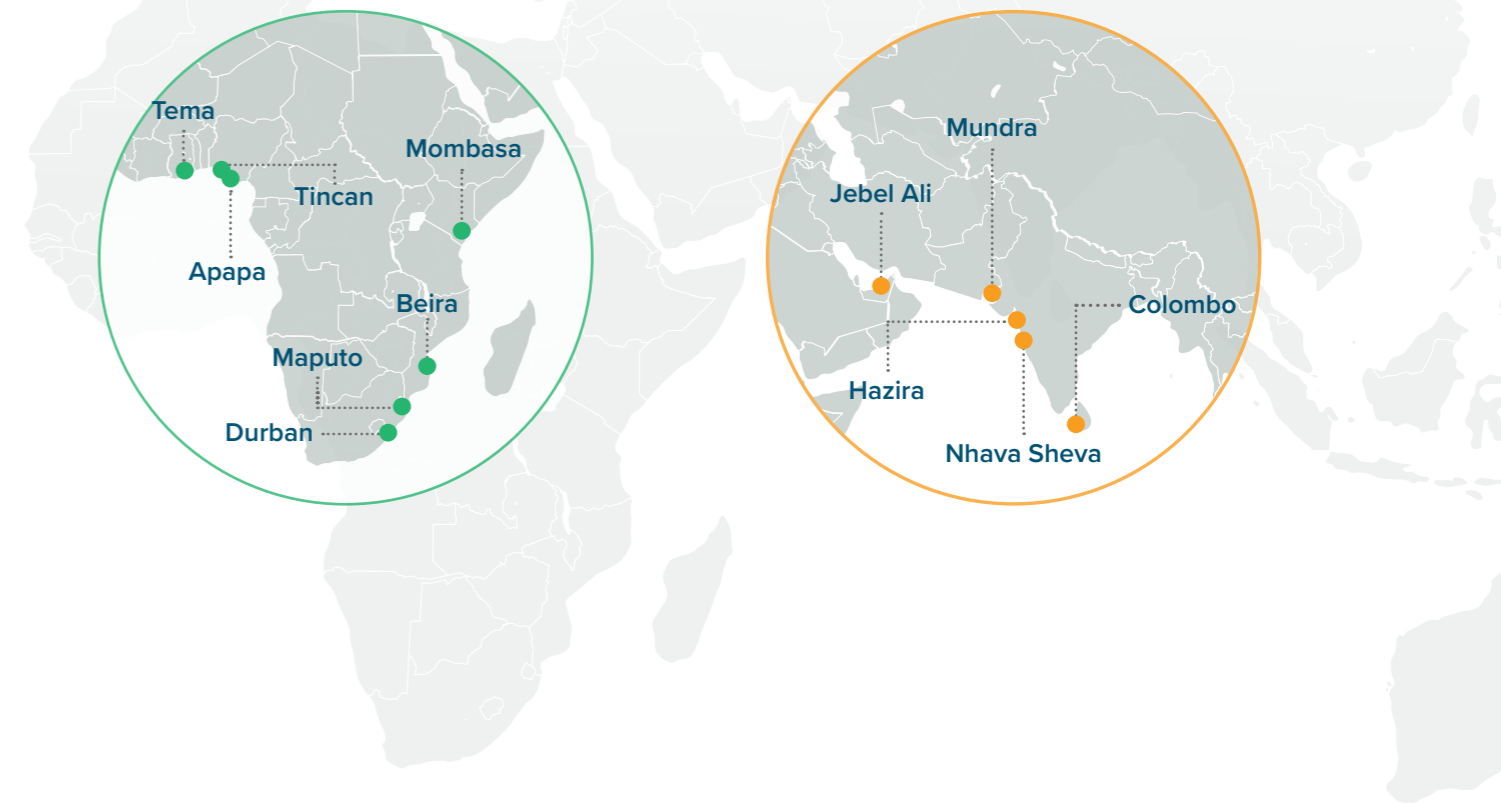 Tema
Mombasa
Tincan
Apapa
Beira
Maputo
Durban
Mundra
Jebel Ali
Colombo
Hazira
Nhava Sheva